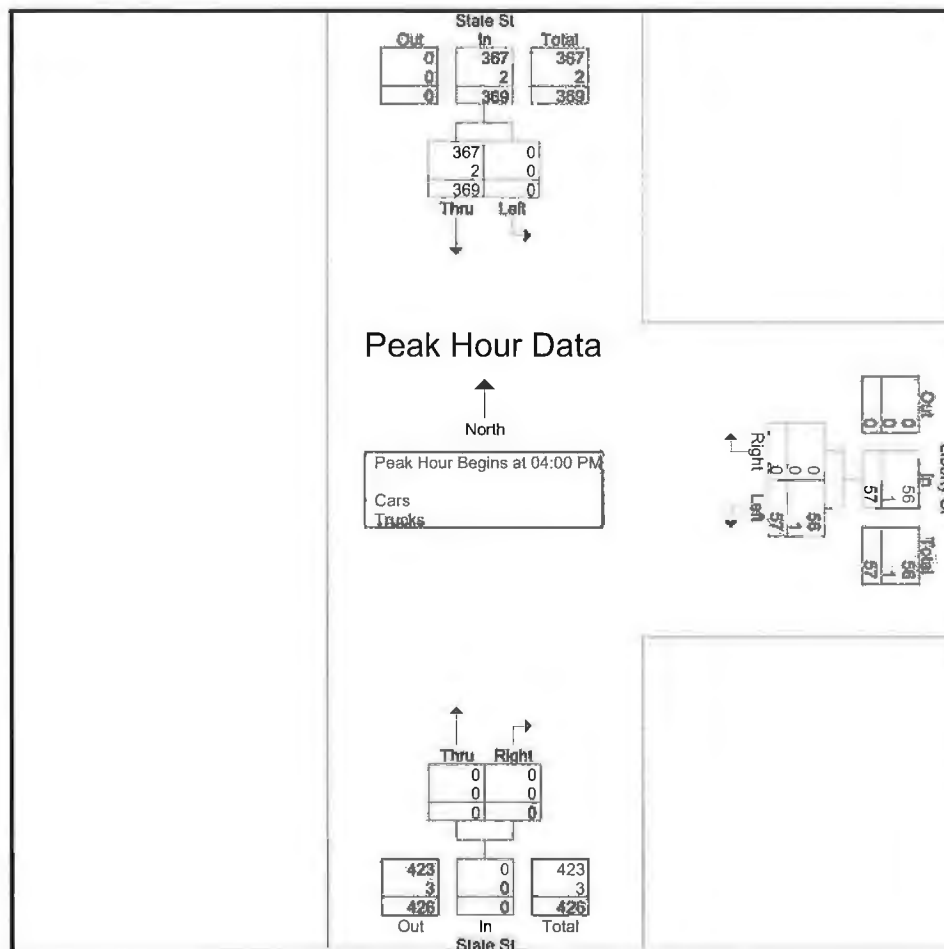 State St
Out In Total
0 367 367
0 2 2
0 369 369
367 0
2 0
369 0
Thru Left
Peak Hour Data
North
Peak Hour Begins at 04:00 PM
Cars
Trucks
Right Left
0 56
0 1
0 57
Out In Total
0 56 56
0 1 1
0 57 57
Thru Right
0 0
0 0
0 0
423 0 423
3 0 3
426 0 426
Out In Total
State St